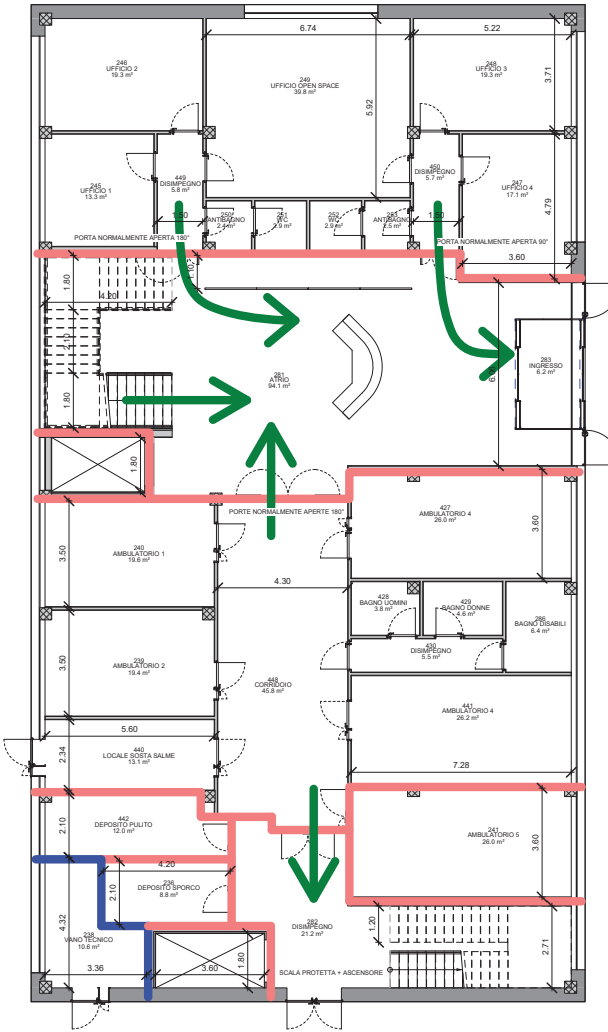 6.74
5.22
246
UFFICIO 2
19.3 m²
249
UFFICIO OPEN SPACE
39.8 m²
248
UFFICIO 3
19.3 m²
3.71
5.92
245
UFFICIO 1
13.3 m²
449
DISIMPEGNO
5.8 m²
450
DISIMPEGNO
5.7 m²
247
UFFICIO 4
17.1 m²
4.79
1.50
ANTIBAGNO
251
WC
252
WC
2.9 m²
ANTIBAGNO
1.50
PORTA NORMALMENTE APERTA 180°
PORTA NORMALMENTE APERTA 90°
3.60
1.80
1.10
4.20
2.10
1.80
281
ATRIO
94.1 m²
283
INGRESSO
6.2 m²
1.80
PORTE NORMALMENTE APERTE 180°
427
AMBULATORIO 4
26.0 m²
3.60
240
AMBULATORIO 1
19.6 m²
3.50
4.30
428
BAGNO UOMINI
3.8 m²
429
BAGNO DONNE
4.6 m²
286
BAGNO DISABILI
6.4 m²
430
DISIMPEGNO
5.5 m²
239
AMBULATORIO 2
19.4 m²
3.50
448
CORRIDOIO
45.8 m²
441
AMBULATORIO 4
26.2 m²
5.60
440
LOCALE SOSTA SALME
13.1 m²
2.34
7.28
442
DEPOSITO PULITO
12.0 m²
2.10
241
AMBULATORIO 5
26.0 m²
3.60
4.20
236
DEPOSITO SPORCO
8.8 m²
2.10
4.32
238
VANO TECNICO
10.6 m²
282
DISIMPEGNO
21.2 m²
1.20
2.71
3.36
3.60
1.80
SCALA PROTETTA + ASCENSORE